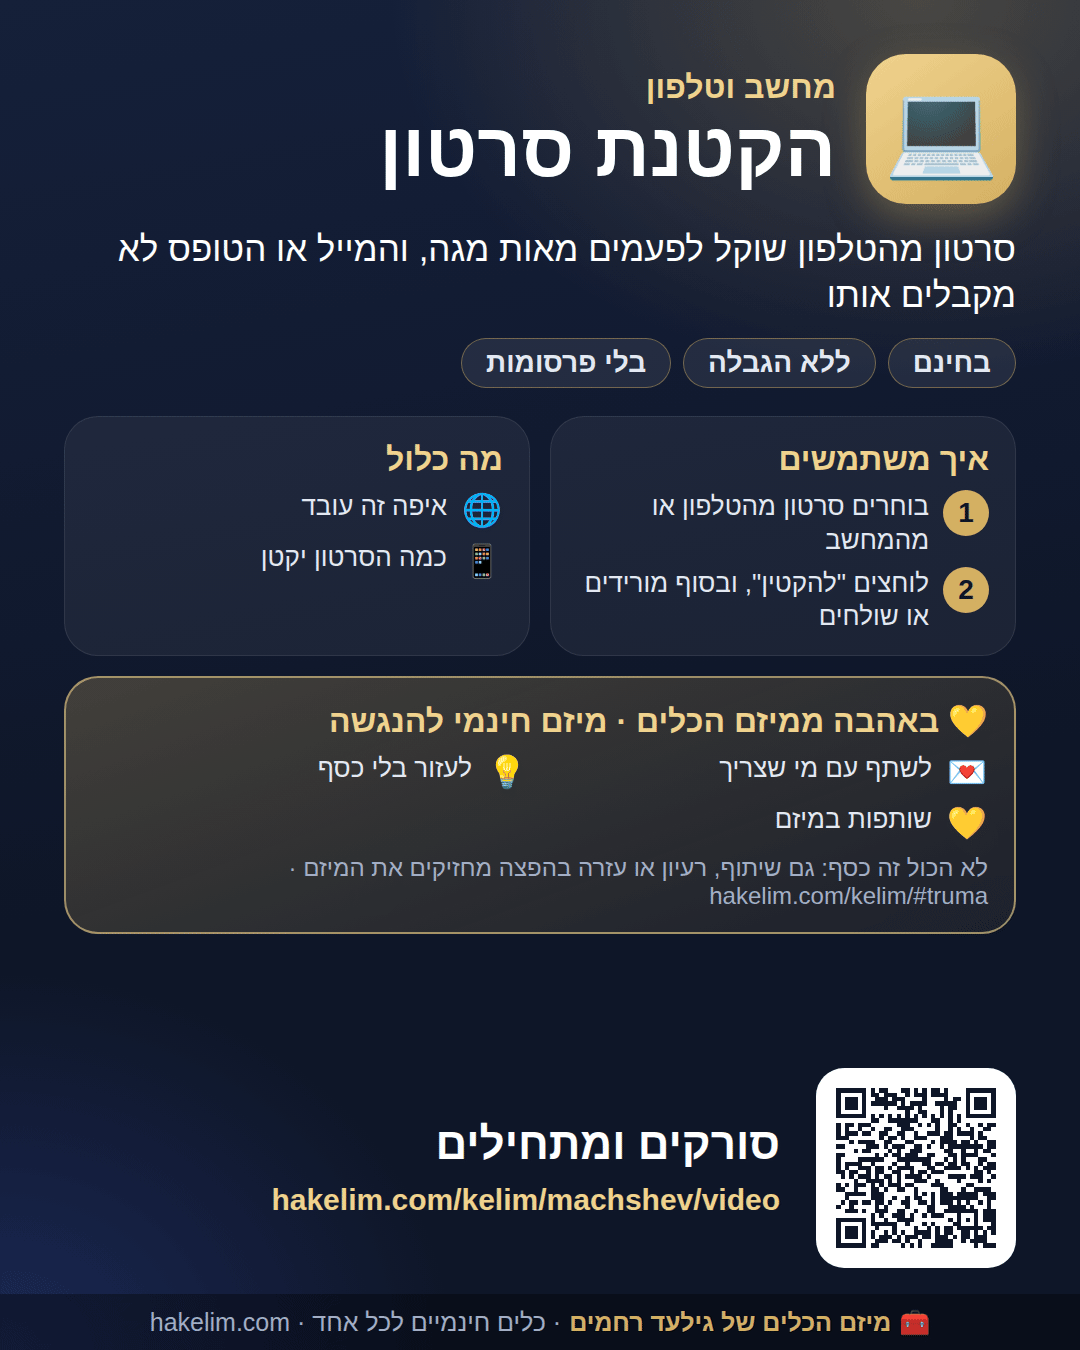 מחשב וטלפון
הקטנת סרטון
סרטון מהטלפון שוקל לפעמים מאות מגה, והמייל או הטופס לא
מקבלים אותו
בחינם
ללא הגבלה
בלי פרסומות
איך משתמשים
1 בוחרים סרטון מהטלפון או
מהמחשב
2 לוחצים "להקטין", ובסוף מורידים
או שולחים
מה כלול
איפה זה עובד
כמה הסרטון יקטן
באהבה ממיזם הכלים · מיזם חינמי להנגשה
לשתף עם מי שצריך
לעזור בלי כסף
שותפות במיזם
לא הכול זה כסף: גם שיתוף, רעיון או עזרה בהפצה מחזיקים את המיזם ·
hakelim.com/kelim/#truma
סורקים ומתחילים
hakelim.com/kelim/machshev/video
מיזם הכלים של גילעד רחמים · כלים חינמיים לכל אחד · hakelim.com